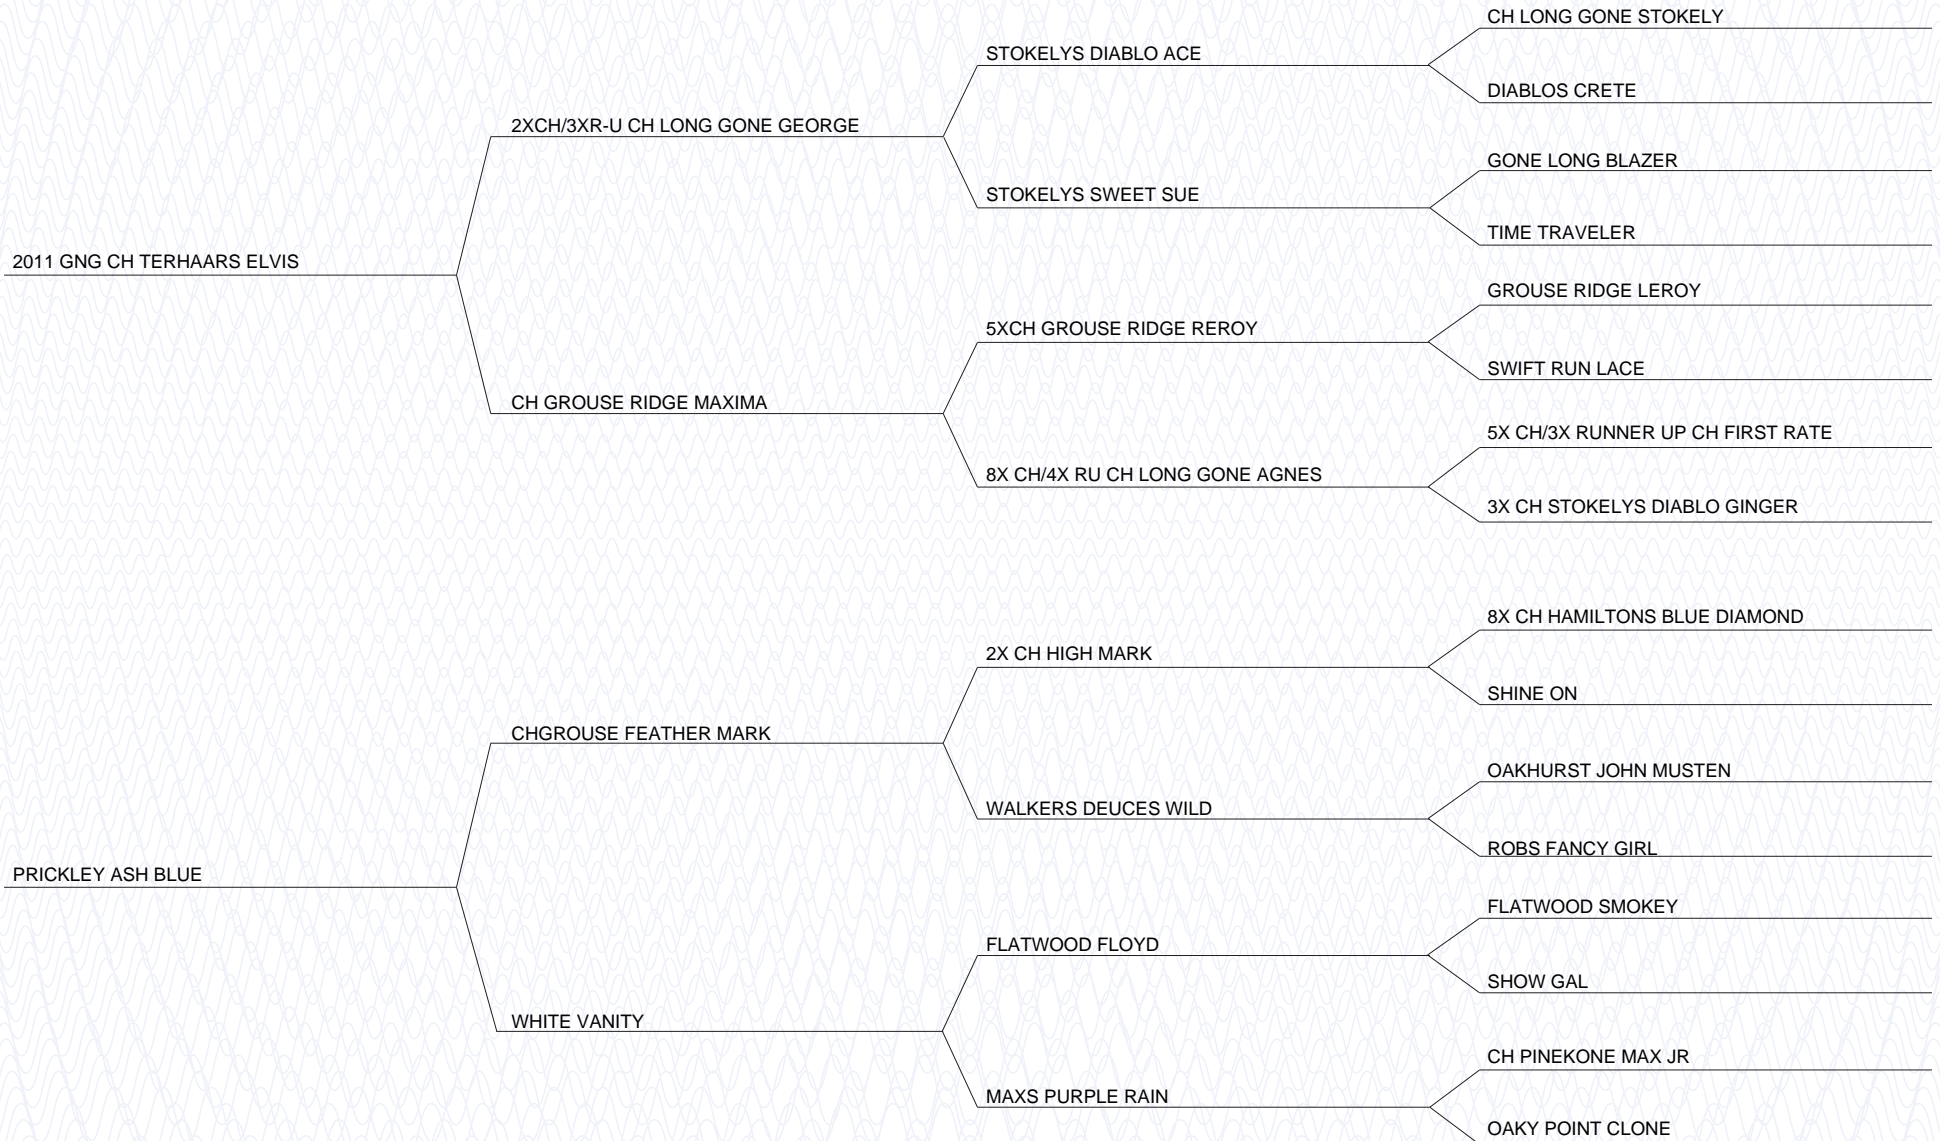 CH LONG GONE STOKELY
STOKELYS DIABLO ACE
DIABLOS CRETE
2XCH/3XR-U CH LONG GONE GEORGE
GONE LONG BLAZER
STOKELYS SWEET SUE
TIME TRAVELER
2011 GNG CH TERHAARS ELVIS
GROUSE RIDGE LEROY
5XCH GROUSE RIDGE REROY
SWIFT RUN LACE
CH GROUSE RIDGE MAXIMA
5X CH/3X RUNNER UP CH FIRST RATE
8X CH/4X RU CH LONG GONE AGNES
3X CH STOKELYS DIABLO GINGER
8X CH HAMILTONS BLUE DIAMOND
2X CH HIGH MARK
SHINE ON
CHGROUSE FEATHER MARK
OAKHURST JOHN MUSTEN
WALKERS DEUCES WILD
ROBS FANCY GIRL
PRICKLEY ASH BLUE
FLATWOOD SMOKEY
FLATWOOD FLOYD
SHOW GAL
WHITE VANITY
CH PINEKONE MAX JR
MAXS PURPLE RAIN
OAKY POINT CLONE